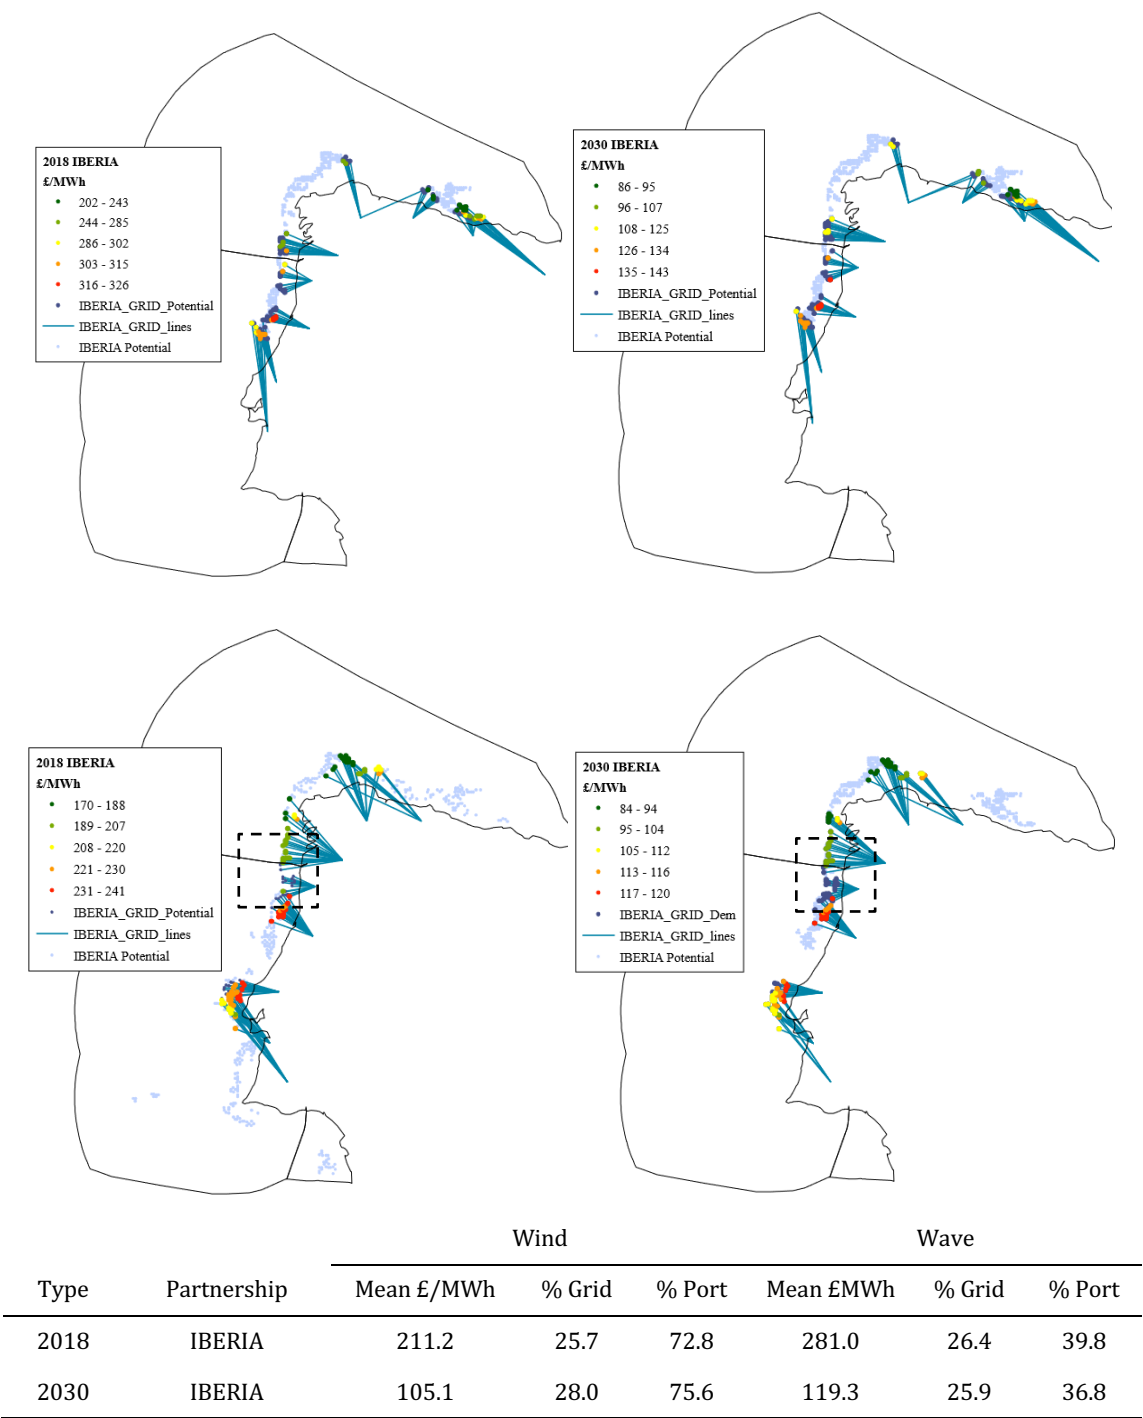 2018 IBERIA
£/MWh
202 - 243
244 - 285
286 - 302
303 - 315
316 - 326
IBERIA_GRID_Potential
IBERIA_GRID_lines
IBERIA Potential
2030 IBERIA
£/MWh
86 - 95
96 - 107
108 - 125
126 - 134
135 - 143
IBERIA_GRID_Potential
IBERIA_GRID_lines
IBERIA Potential
2018 IBERIA
£/MWh
170 - 188
189 - 207
208 - 220
221 - 230
231 - 241
IBERIA_GRID_Potential
IBERIA_GRID_lines
IBERIA Potential
2030 IBERIA
£/MWh
84 - 94
95 - 104
105 - 112
113 - 116
117 - 120
IBERIA_GRID_Dem
IBERIA_GRID_lines
IBERIA Potential
Wind Wave
Type Partnership Mean £/MWh % Grid % Port Mean £MWh % Grid % Port
2018 IBERIA 211.2 25.7 72.8 281.0 26.4 39.8
2030 IBERIA 105.1 28.0 75.6 119.3 25.9 36.8